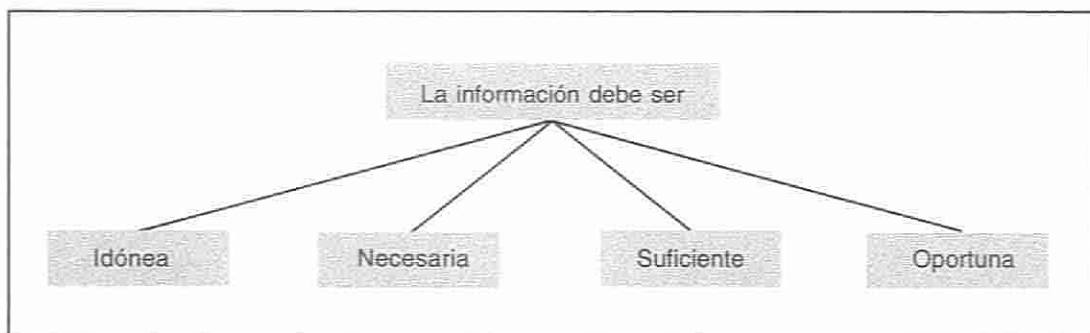 La información debe ser
Idónea
Necesaria
Suficiente
Oportuna